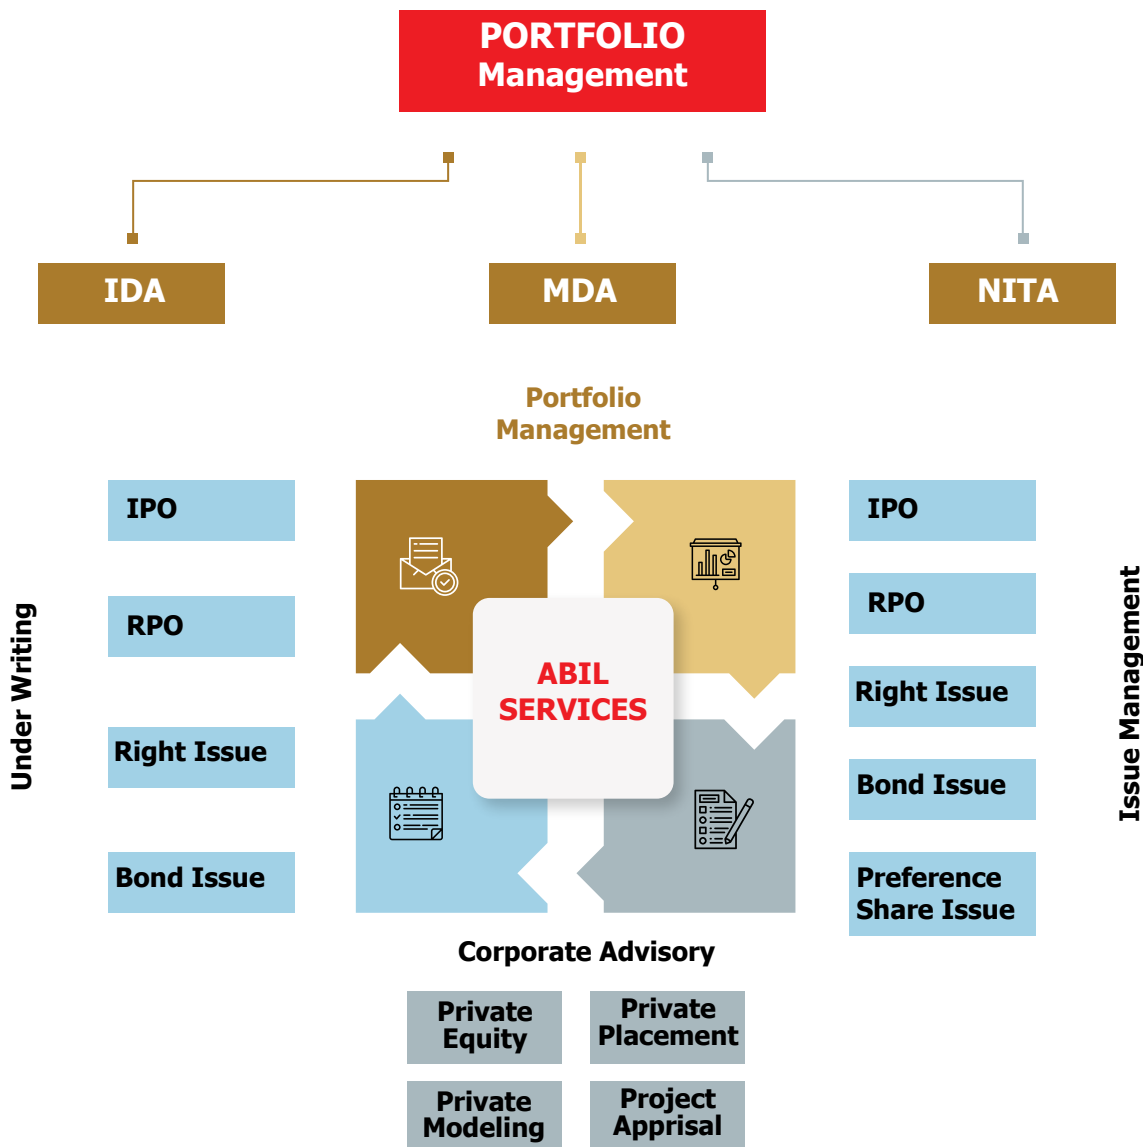 PORTFOLIO
Management
IDA
MDA
NITA
Portfolio
Management
Under Writing
IPO
RPO
Right Issue
Bond Issue
ABIL
SERVICES
IPO
RPO
Right Issue
Bond Issue
Preference
Share Issue
Issue Management
Corporate Advisory
Private
Equity
Private
Placement
Private
Modeling
Project
Apprisal